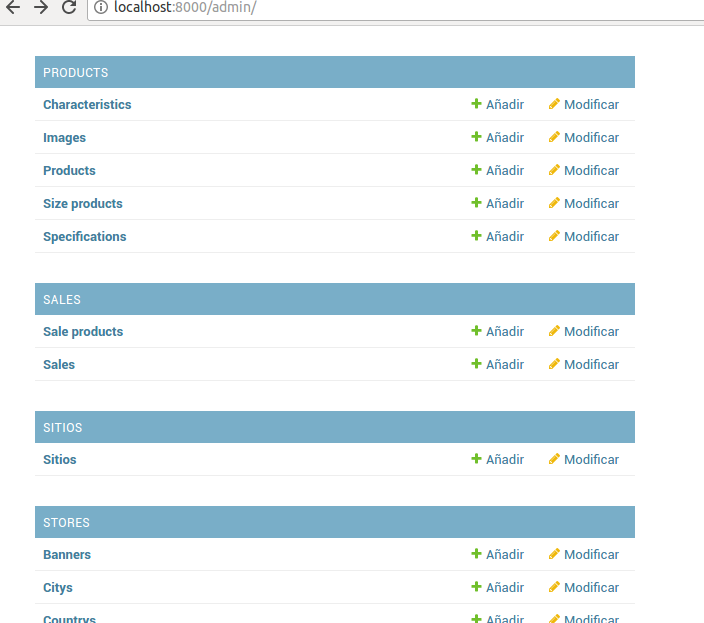 localhost:8000/admin/
PRODUCTS
Characteristics Añadir Modificar
Images Añadir Modificar
Products Añadir Modificar
Size products Añadir Modificar
Specifications Añadir Modificar
SALES
Sale products Añadir Modificar
Sales Añadir Modificar
SITIOS
Sitios Añadir Modificar
STORES
Banners Añadir Modificar
Citys Añadir Modificar
Countrys Añadir Modificar